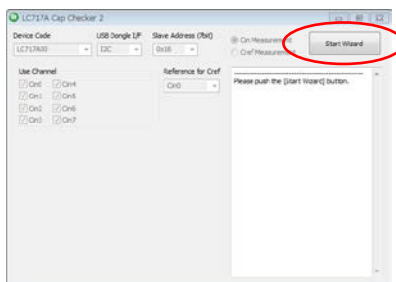 LC717A Cap Checker 2
Device Code USB Dongle I/F Slave Address (7bit)
LC717A30 I2C 0x16
Cin Measurement
Cref Measurement
Start Wizard
Use Channel
Cin0 Cin4
Cin1 Cin5
Cin2 Cin6
Cin3 Cin7
Reference for Cref
Cin0
Please push the [Start Wizard] button.